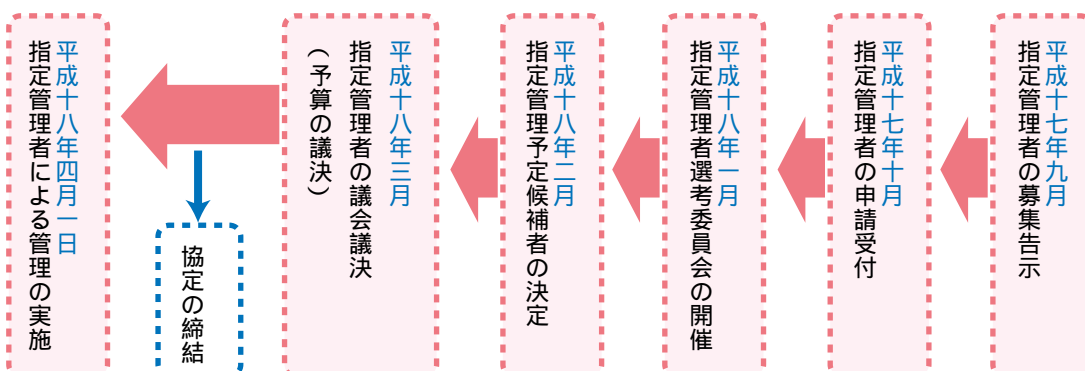 平成十七年九月
指定管理者の募集告示
平成十七年十月
指定管理者の申請受付
平成十八年一月
指定管理者選考委員会の開催
平成十八年二月
指定管理予定候補者の決定
平成十八年三月
指定管理者の議会議決
（予算の議決）
協定の締結
平成十八年四月一日
指定管理者による管理の実施